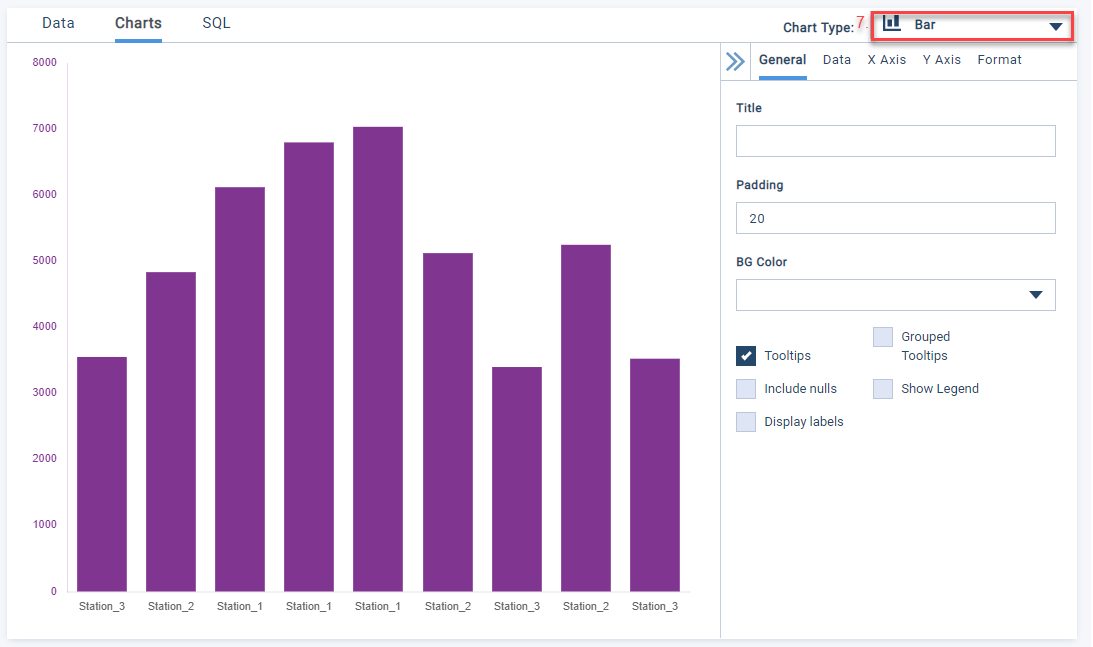 Data Charts SQL
Chart Type: 7. Bar
General Data X Axis Y Axis Format
Title
Padding
20
BG Color
Tooltips
Grouped
Tooltips
Include nulls
Show Legend
Display labels
8000
7000
6000
5000
4000
3000
2000
1000
0
Station_3 Station_2 Station_1 Station_1 Station_1 Station_2 Station_3 Station_2 Station_3